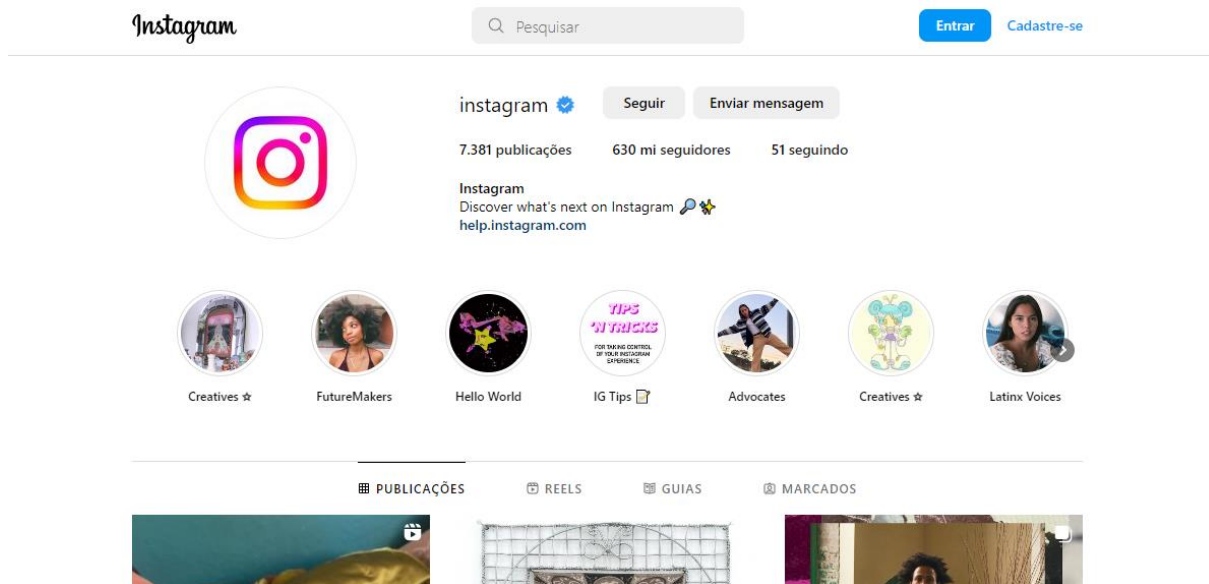 Instagram
Pesquisar
Entrar
Cadastre-se
instagram
Seguir
Enviar mensagem
7.381 publicações
630 mi seguidores
51 seguindo
Instagram
Discover what's next on Instagram 🔎✨
help.instagram.com
TIPS
'N TRICKS
FOR TAKING CONTROL
OF YOUR INSTAGRAM
EXPERIENCE
Creatives ☆
FutureMakers
Hello World
IG Tips 📝
Advocates
Creatives ☆
Latinx Voices
PUBLICAÇÕES
REELS
GUIAS
MARCADOS